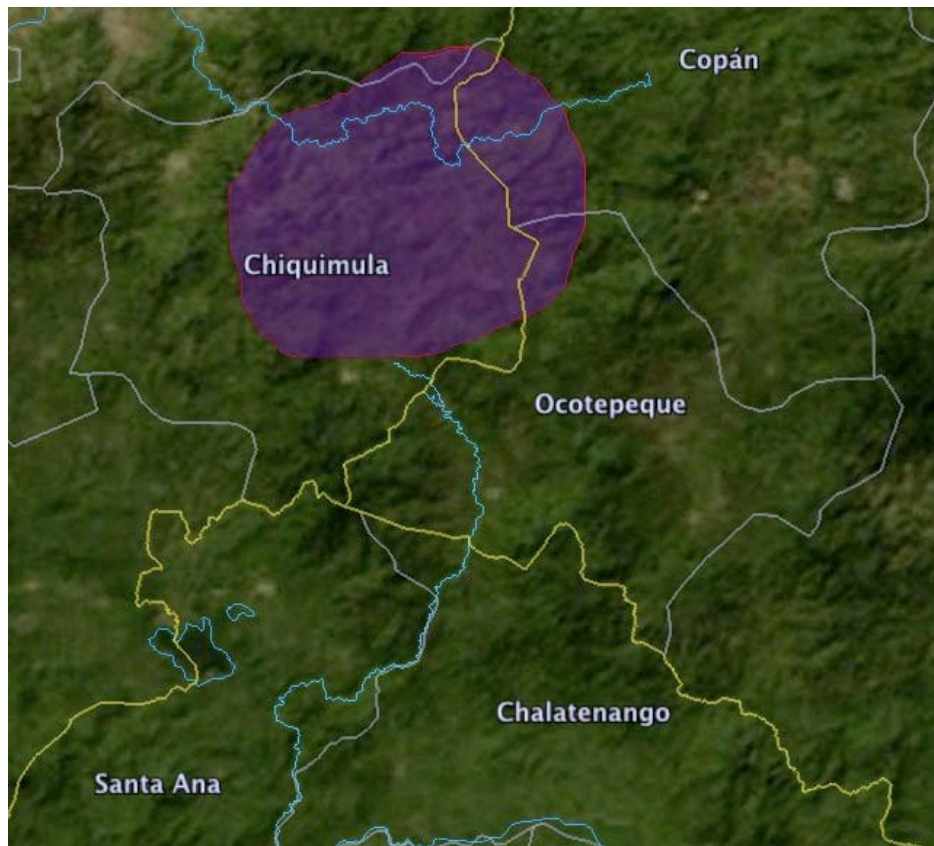 Copán
Chiquimula
Ocotepeque
Chalatenango
Santa Ana